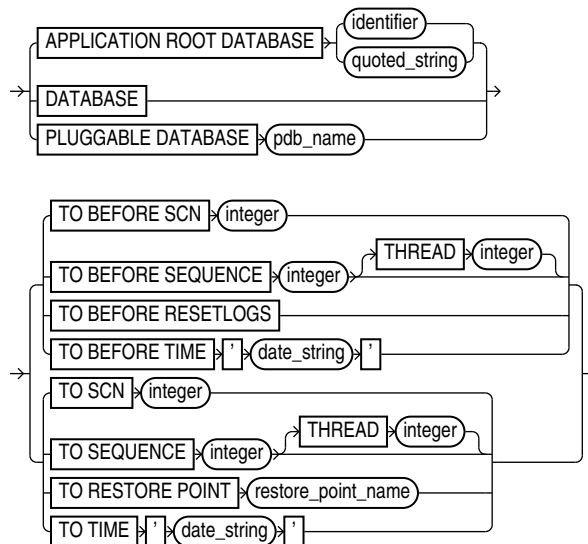 APPLICATION ROOT DATABASE identifier
quoted_string
DATABASE
PLUGGABLE DATABASE pdb_name
TO BEFORE SCN integer
TO BEFORE SEQUENCE integer THREAD integer
TO BEFORE RESETLOGS
TO BEFORE TIME ' date_string '
TO SCN integer
TO SEQUENCE integer THREAD integer
TO RESTORE POINT restore_point_name
TO TIME ' date_string '